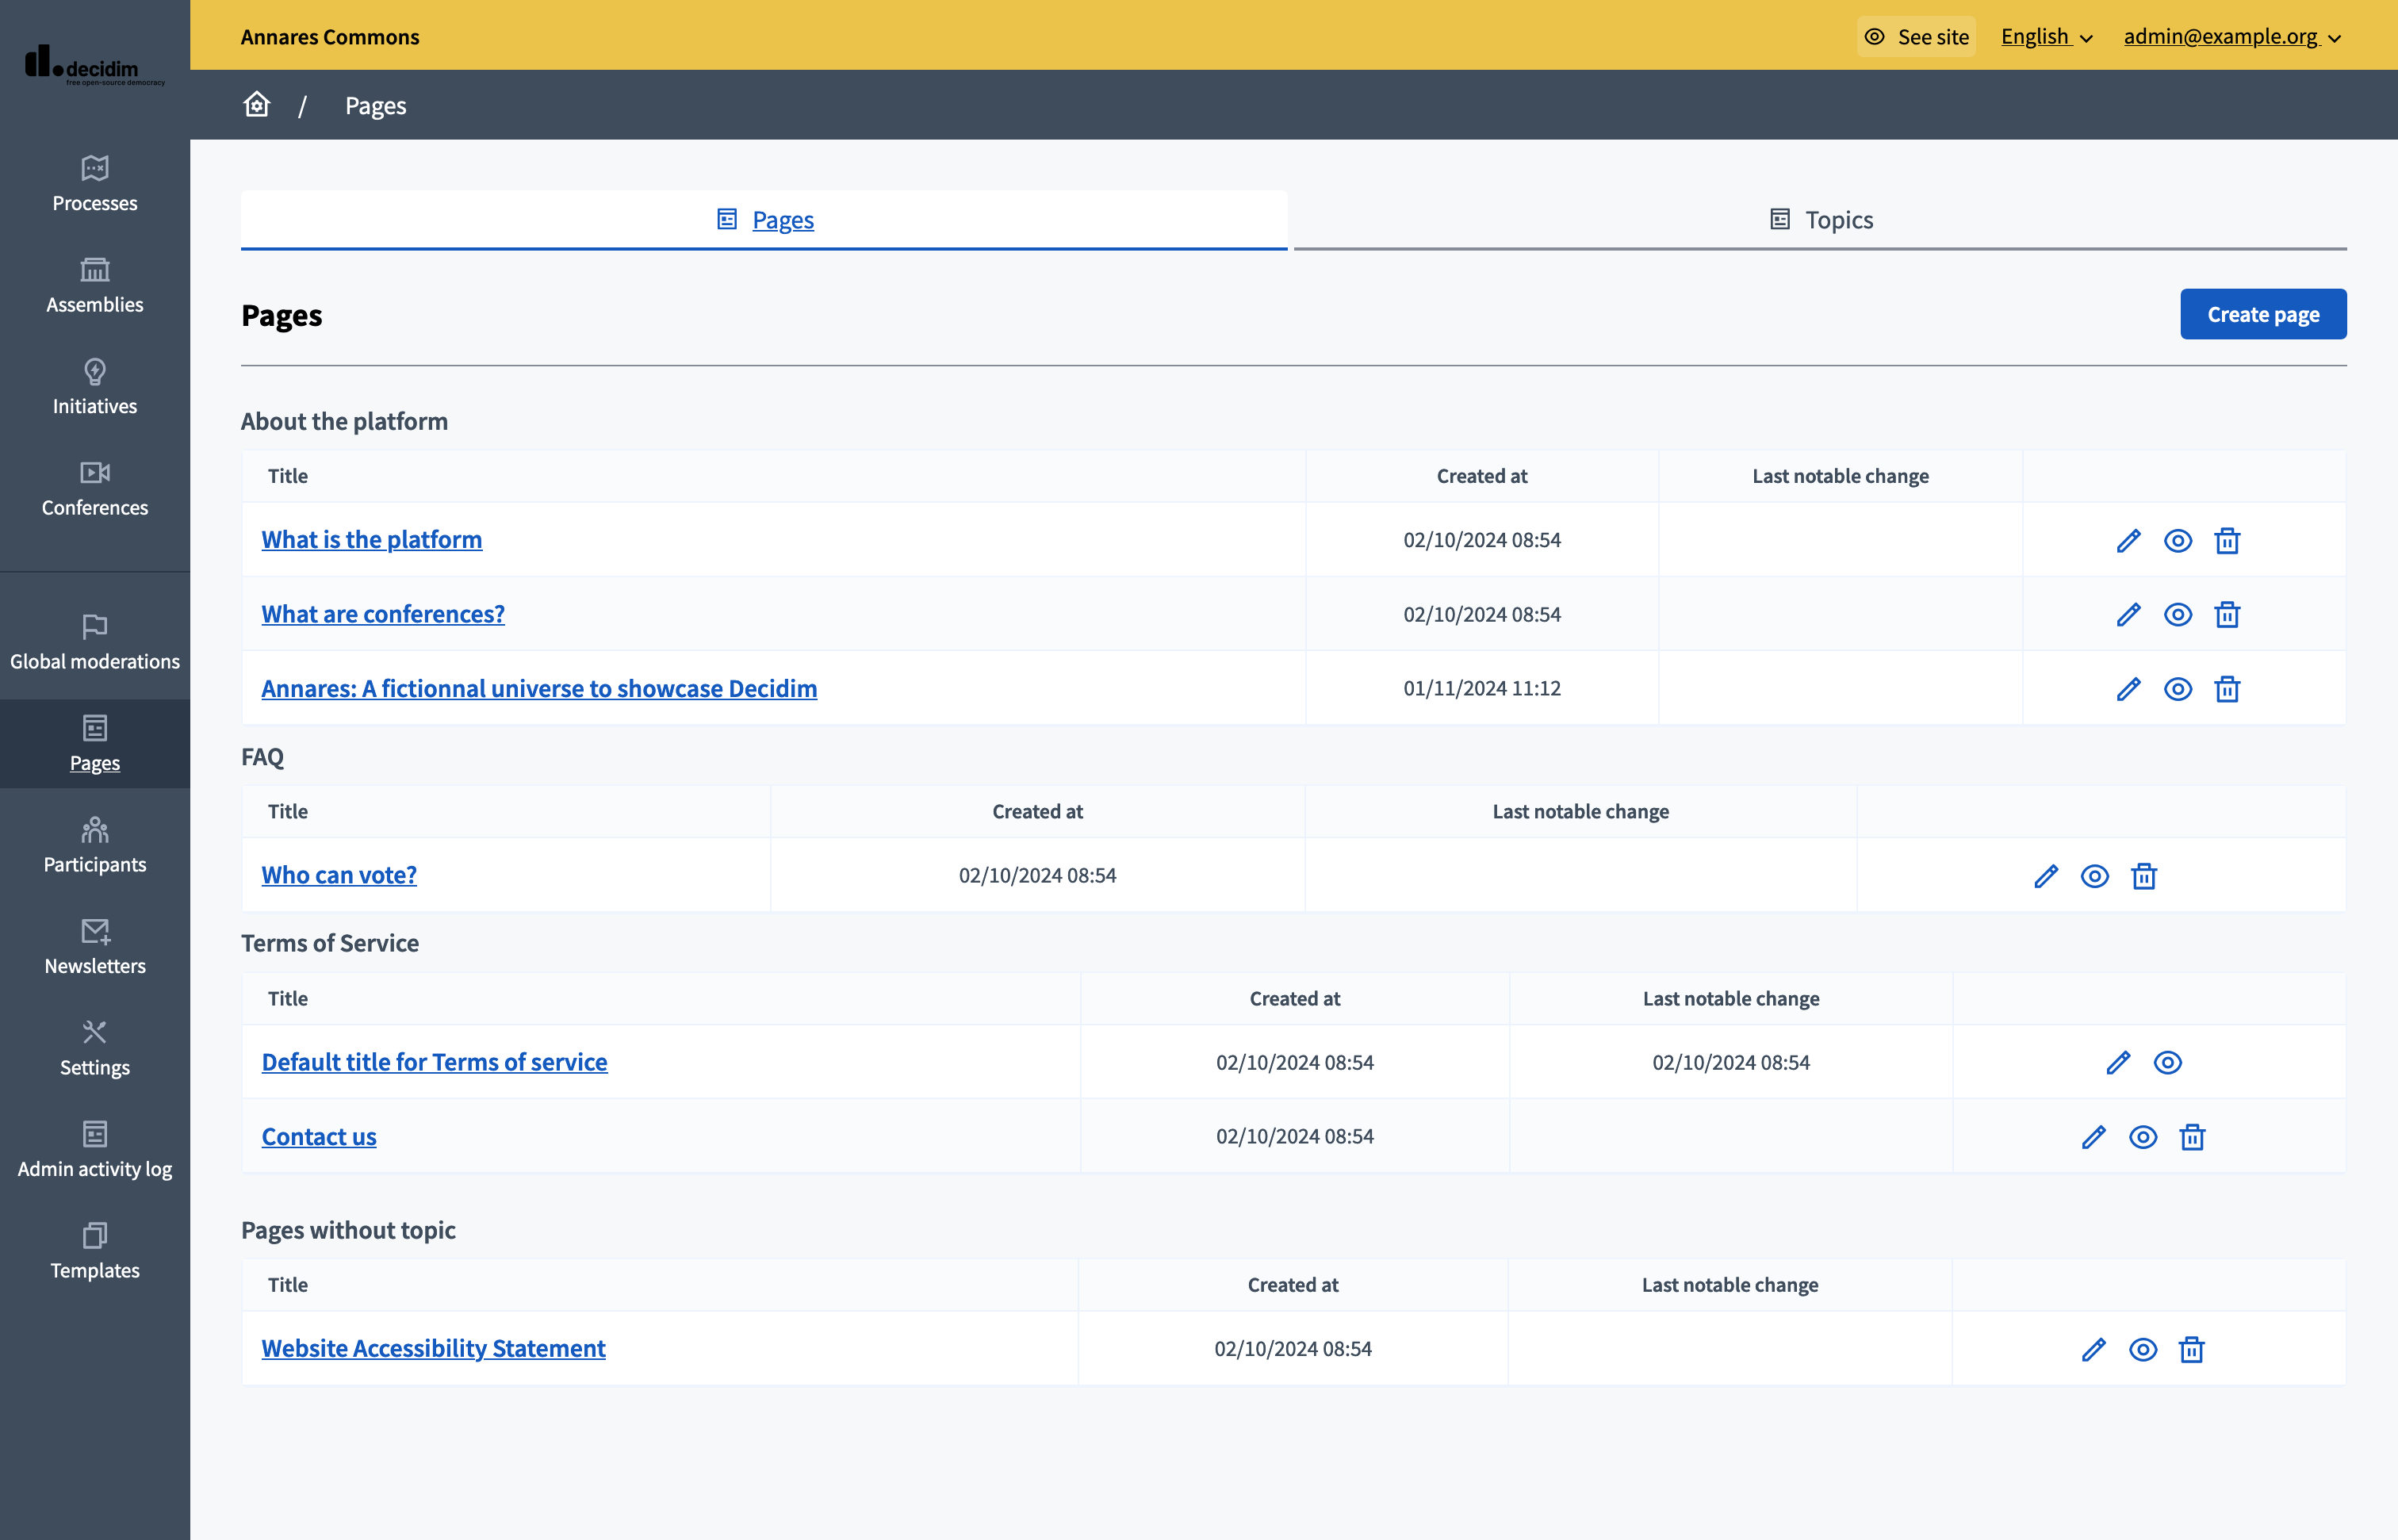 decidim
free open-source democracy
Annares Commons
See site
English
admin@example.org
/ Pages
Processes
Assemblies
Initiatives
Conferences
Global moderations
Pages
Participants
Newsletters
Settings
Admin activity log
Templates
Pages
Topics
Pages
Create page
About the platform
Title Created at Last notable change
What is the platform 02/10/2024 08:54
What are conferences? 02/10/2024 08:54
Annares: A fictionnal universe to showcase Decidim 01/11/2024 11:12
FAQ
Title Created at Last notable change
Who can vote? 02/10/2024 08:54
Terms of Service
Title Created at Last notable change
Default title for Terms of service 02/10/2024 08:54 02/10/2024 08:54
Contact us 02/10/2024 08:54
Pages without topic
Title Created at Last notable change
Website Accessibility Statement 02/10/2024 08:54